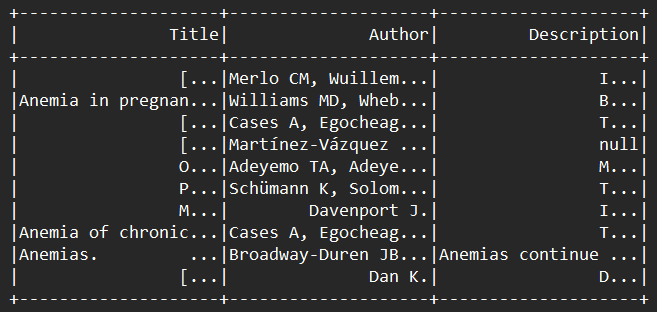 +--------------------+--------------------+--------------------+
|               Title|              Author|         Description|
+--------------------+--------------------+--------------------+
|                [...|Merlo CM, Wuillem...|                I...|
|Anemia in pregnan...|Williams MD, Wheb...|                B...|
|                [...|Cases A, Egocheag...|                T...|
|                [...|Martínez-Vázquez ...|                null|
|                O...|Adeyemo TA, Adeye...|                M...|
|                P...|Schümann K, Solom...|                T...|
|                M...|        Davenport J.|                I...|
|Anemia of chronic...|Cases A, Egocheag...|                T...|
|Anemias.         ...|Broadway-Duren JB...|Anemias continue ...|
|                [...|              Dan K.|                D...|
+--------------------+--------------------+--------------------+